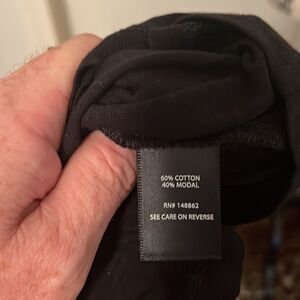 60% COTTON
40% MODAL
RN# 148862
SEE CARE ON REVERSE